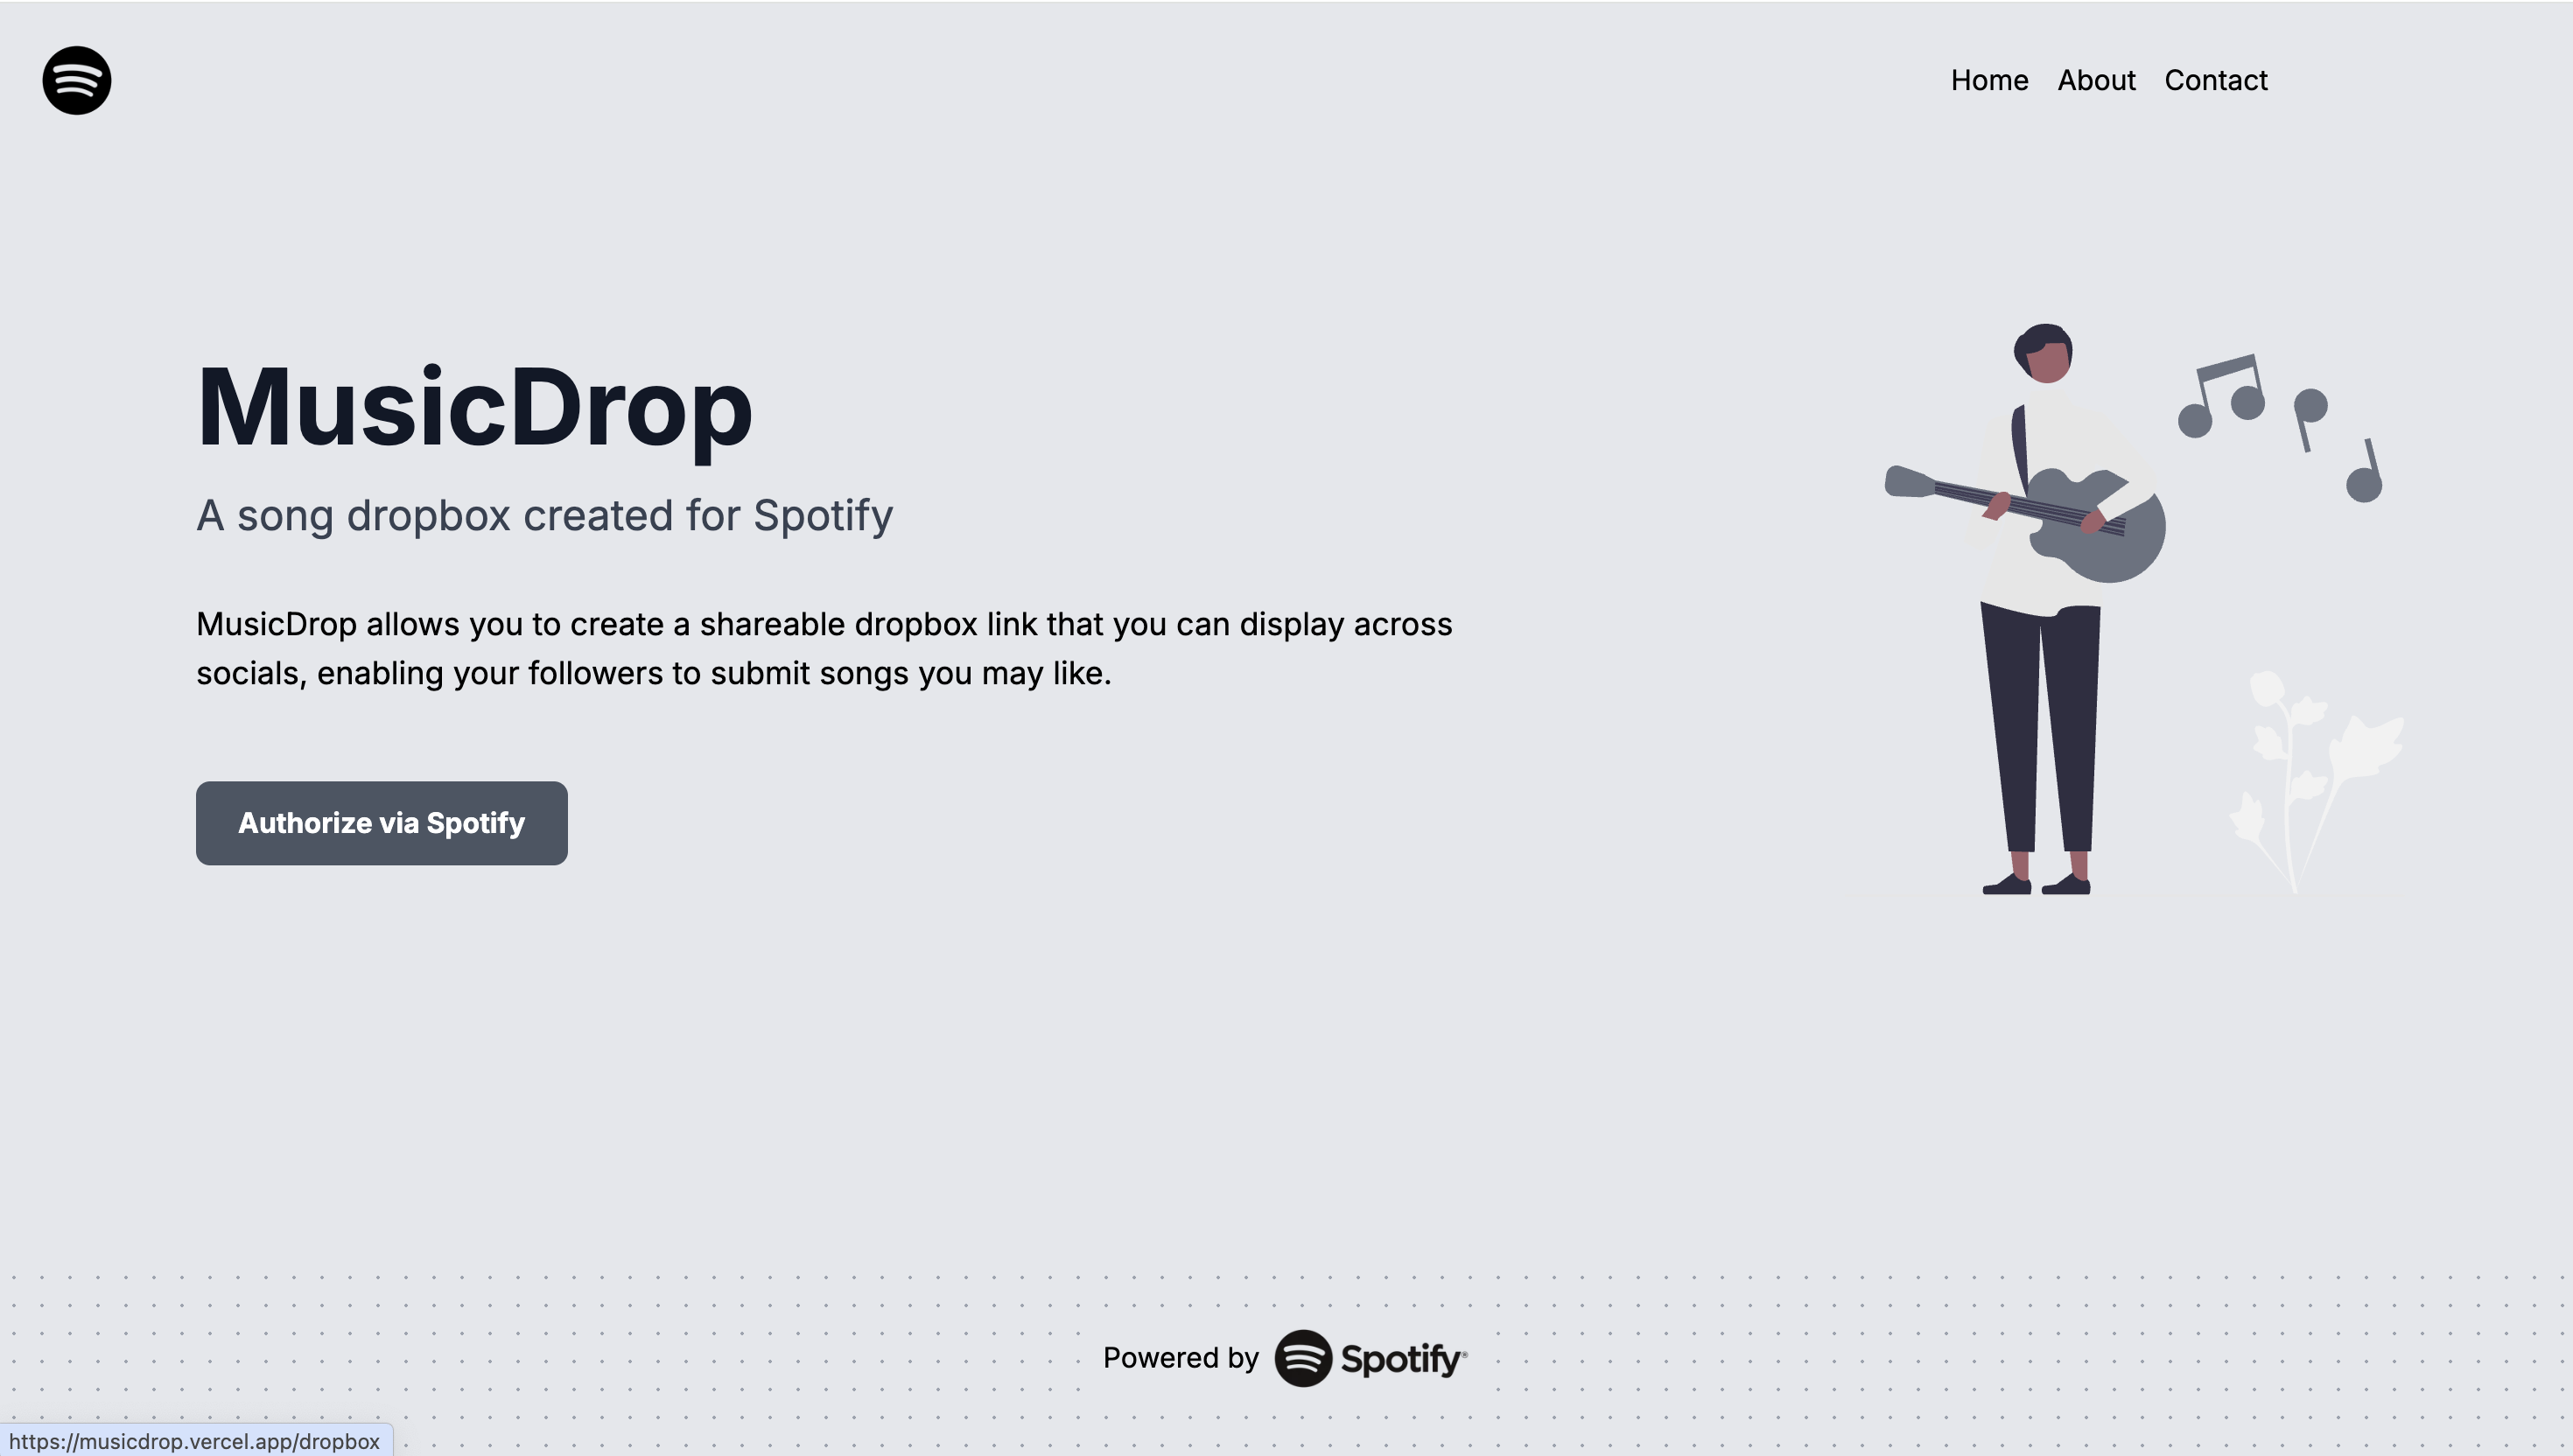 Home About Contact
MusicDrop
A song dropbox created for Spotify
MusicDrop allows you to create a shareable dropbox link that you can display across
socials, enabling your followers to submit songs you may like.
Authorize via Spotify
Powered by Spotify®
https://musicdrop.vercel.app/dropbox